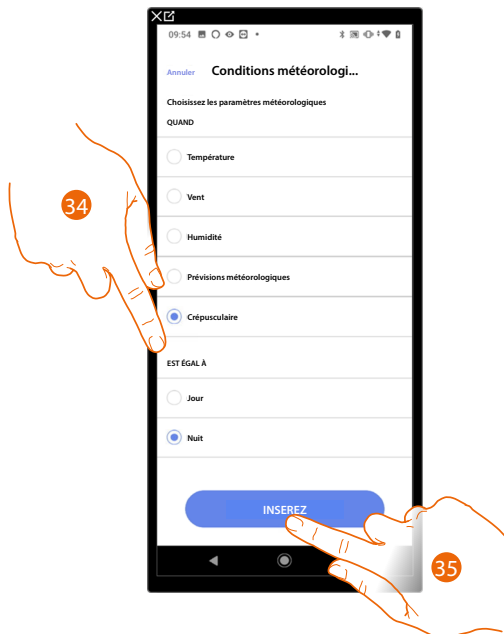 09:54
Annuler Conditions météorologi...
Choisissez les paramètres météorologiques
QUAND
Température
Vent
Humidité
Prévisions météorologiques
Crépusculaire
EST ÉGAL À
Jour
Nuit
INSEREZ
34
35